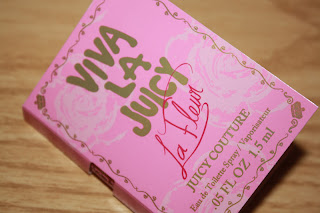 VIVA
LA
JUICY
La Fleur
JUICY COUTURE
Eau de Toilette Spray / Vaporisateur
.05 FL OZ / 1.5 ml